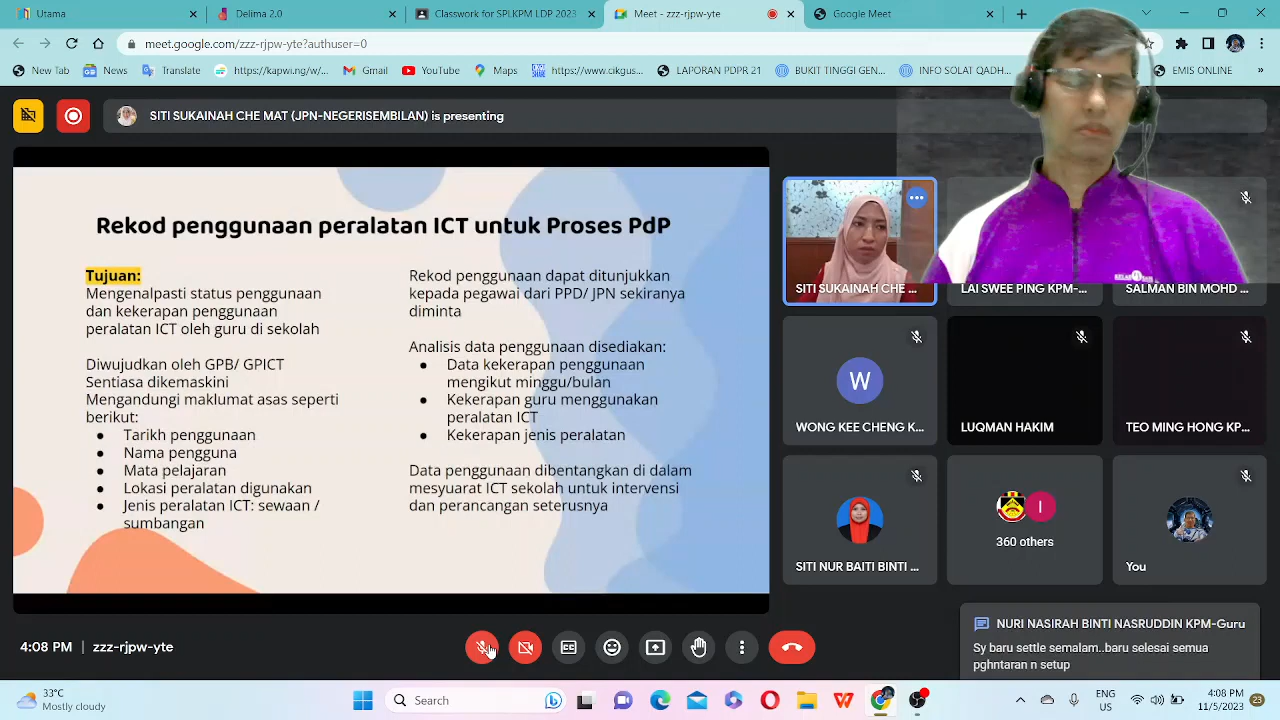 Utama
Delima 2.0
Classwork for SPLKPM LDP 2023
Meet - zzz-rjpw-yte
Google Meet
meet.google.com/zzz-rjpw-yte?authuser=0
New Tab
News
Translate
https://kapwing.g/w...
Gmail
YouTube
Maps
https://www.cikgus...
LAPORAN PDPR 21
BUKIT TINGGI GEN...
INFO SOLAT QADH...
EMIS ONLINE
»
SITI SUKAINAH CHE MAT (JPN-NEGERISEMBILAN) is presenting
Rekod penggunaan peralatan ICT untuk Proses PdP
Tujuan:
Mengenalpasti status penggunaan
dan kekerapan penggunaan
peralatan ICT oleh guru di sekolah
Diwujudkan oleh GPB/ GPICT
Sentiasa dikemaskini
Mengandungi maklumat asas seperti
berikut:
● Tarikh penggunaan
● Nama pengguna
● Mata pelajaran
● Lokasi peralatan digunakan
● Jenis peralatan ICT: sewaan /
sumbangan
Rekod penggunaan dapat ditunjukkan
kepada pegawai dari PPD/ JPN sekiranya
diminta
Analisis data penggunaan disediakan:
● Data kekerapan penggunaan
mengikut minggu/bulan
● Kekerapan guru menggunakan
peralatan ICT
● Kekerapan jenis peralatan
Data penggunaan dibentangkan di dalam
mesyuarat ICT sekolah untuk intervensi
dan perancangan seterusnya
SITI SUKAINAH CHE ...
LAI SWEE PING KPM-...
SALMAN BIN MOHD ...
W
WONG KEE CHENG K...
LUQMAN HAKIM
TEO MING HONG KP...
SITI NUR BAITI BINTI ...
I
360 others
You
NURI NASIRAH BINTI NASRUDDIN KPM-Guru
Sy baru settle semalam..baru selesai semua
pghntaran n setup
4:08 PM | zzz-rjpw-yte
33°C
Mostly cloudy
Search
ENG
US
4:08 PM
11/5/2023
23